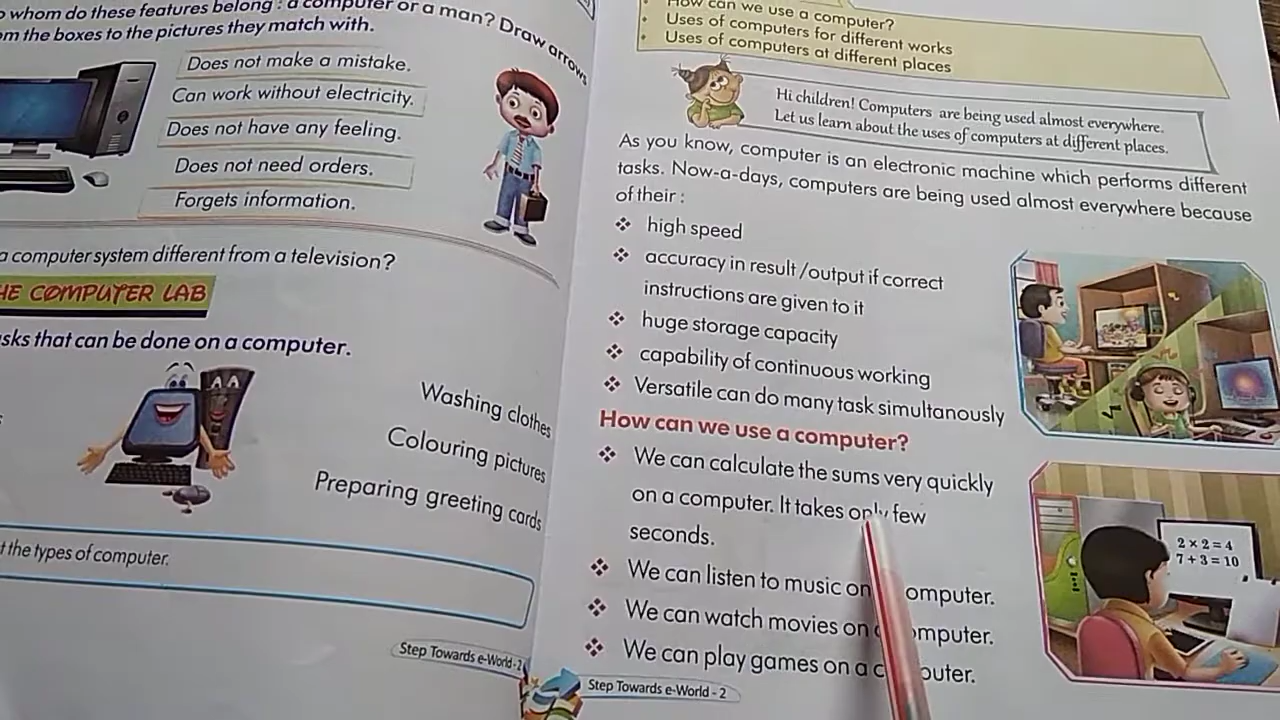 o whom do these features belong : a computer or a man? Draw arrows
om the boxes to the pictures they match with.
Does not make a mistake.
Can work without electricity.
Does not have any feeling.
Does not need orders.
Forgets information.
a computer system different from a television?
HE COMPUTER LAB
sks that can be done on a computer.
Washing clothes
Colouring pictures
Preparing greeting cards
t the types of computer.
Step Towards e-World-2
How can we use a computer?
Uses of computers for different works
Uses of computers at different places
Hi children! Computers are being used almost everywhere.
Let us learn about the uses of computers at different places.
As you know, computer is an electronic machine which performs different
tasks. Now-a-days, computers are being used almost everywhere because
of their :
❖ high speed
❖ accuracy in result/output if correct
instructions are given to it
❖ huge storage capacity
❖ capability of continuous working
❖ Versatile can do many task simultanously
How can we use a computer?
❖ We can calculate the sums very quickly
on a computer. It takes only few
seconds.
❖ We can listen to music on omputer.
❖ We can watch movies on omputer.
❖ We can play games on a c puter.
2 × 2 = 4
7 + 3 = 10
Step Towards e-World - 2